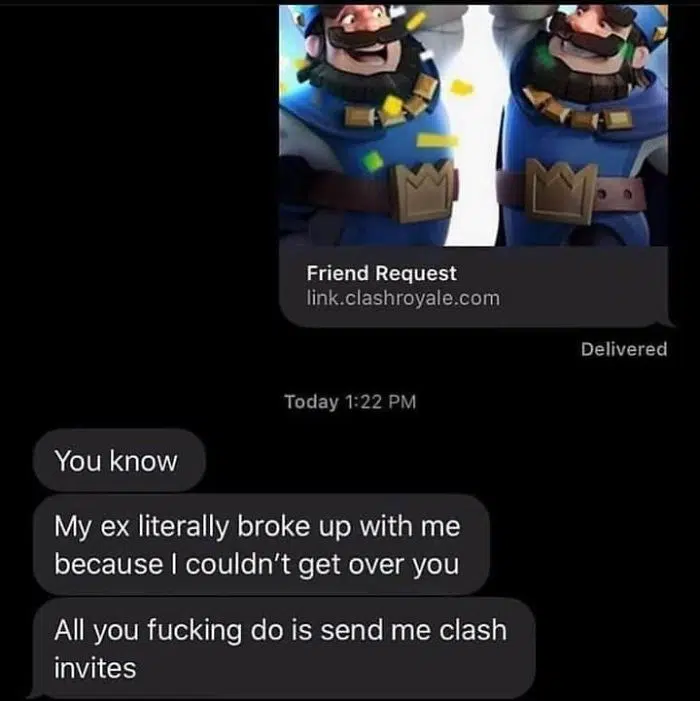 Friend Request
link.clashroyale.com
Delivered
Today 1:22 PM
You know
My ex literally broke up with me
because I couldn't get over you
All you fucking do is send me clash
invites